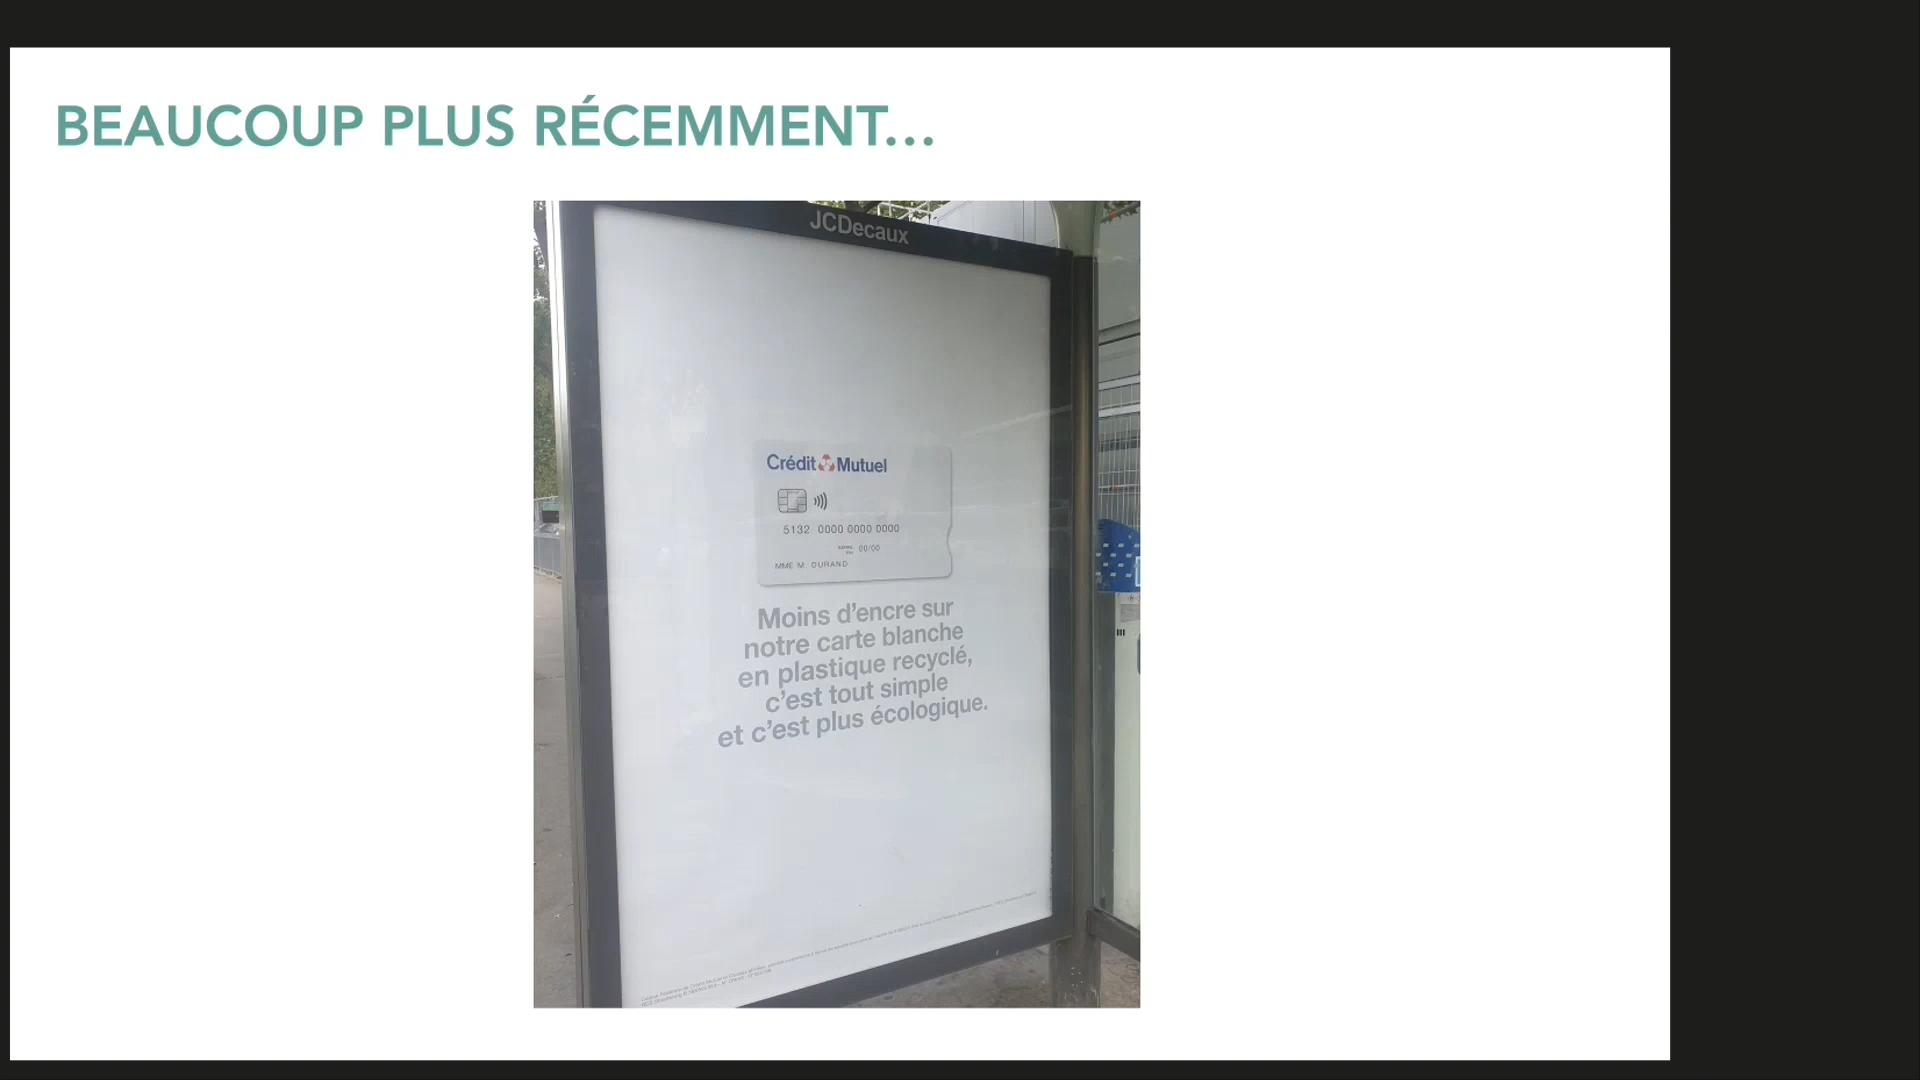 BEAUCOUP PLUS RÉCEMMENT...
JCDecaux
Crédit Mutuel
5132 0000 0000 0000
00/00
MME M. DURAND
Moins d'encre sur
notre carte blanche
en plastique recyclé,
c'est tout simple
et c'est plus écologique.